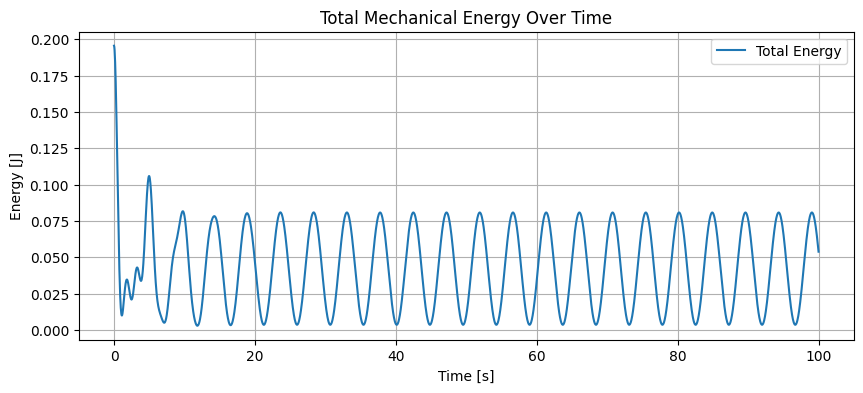 Total Mechanical Energy Over Time
Total Energy
0.200
0.175
0.150
0.125
0.100
0.075
0.050
0.025
0.000
Energy [J]
0 20 40 60 80 100
Time [s]